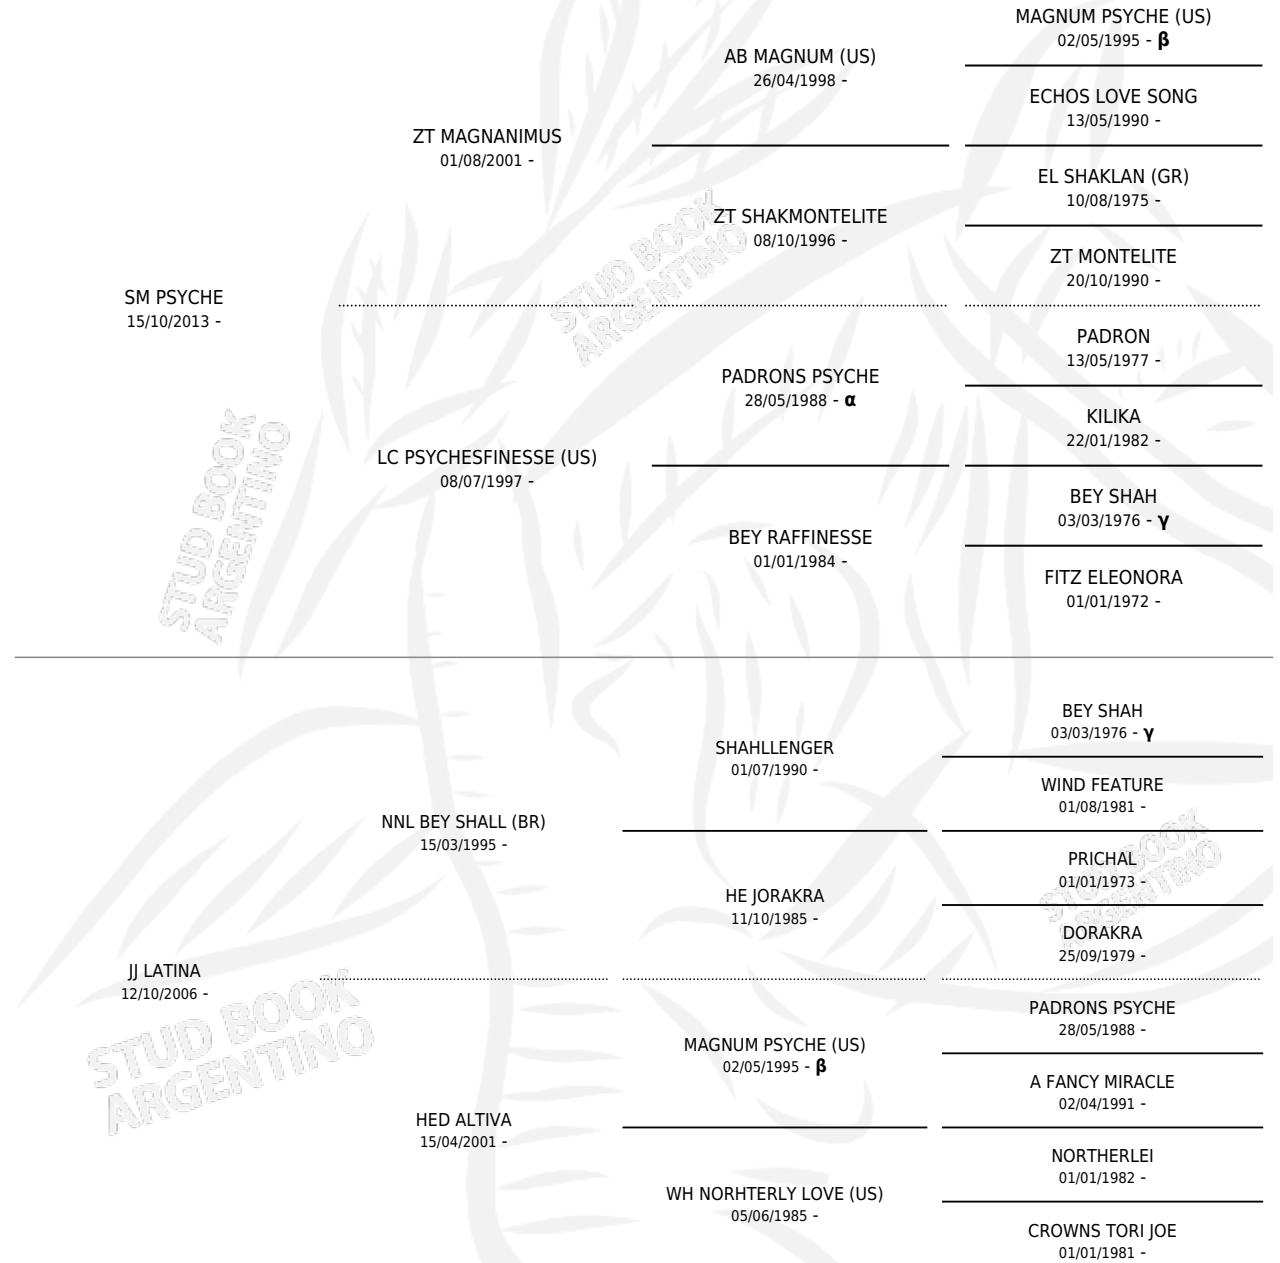 MAGNUM PSYCHE (US)
02/05/1995 - β
AB MAGNUM (US)
26/04/1998 -
ECHOS LOVE SONG
13/05/1990 -
ZT MAGNANIMUS
01/08/2001 -
EL SHAKLAN (GR)
10/08/1975 -
ZT SHAKMONTELITE
08/10/1996 -
ZT MONTELITE
20/10/1990 -
SM PSYCHE
15/10/2013 -
STUD BOOK
ARGENTINO
PADRON
13/05/1977 -
PADRONS PSYCHE
28/05/1988 - α
KILIKA
22/01/1982 -
LC PSYCHESFINESSE (US)
08/07/1997 -
BEY SHAH
03/03/1976 - γ
BEY RAFFINESSE
01/01/1984 -
FITZ ELEONORA
01/01/1972 -
STUD BOOK
ARGENTINO
BEY SHAH
03/03/1976 - γ
SHAHLLENGER
01/07/1990 -
WIND FEATURE
01/08/1981 -
NNL BEY SHALL (BR)
15/03/1995 -
PRICHAL
01/01/1973 -
HE JORAKRA
11/10/1985 -
DORAKRA
25/09/1979 -
STUD BOOK
ARGENTINO
JJ LATINA
12/10/2006 -
STUD BOOK
ARGENTINO
PADRONS PSYCHE
28/05/1988 -
MAGNUM PSYCHE (US)
02/05/1995 - β
A FANCY MIRACLE
02/04/1991 -
HED ALTIVA
15/04/2001 -
NORTHERLEI
01/01/1982 -
WH NORHTERLY LOVE (US)
05/06/1985 -
CROWNS TORI JOE
01/01/1981 -